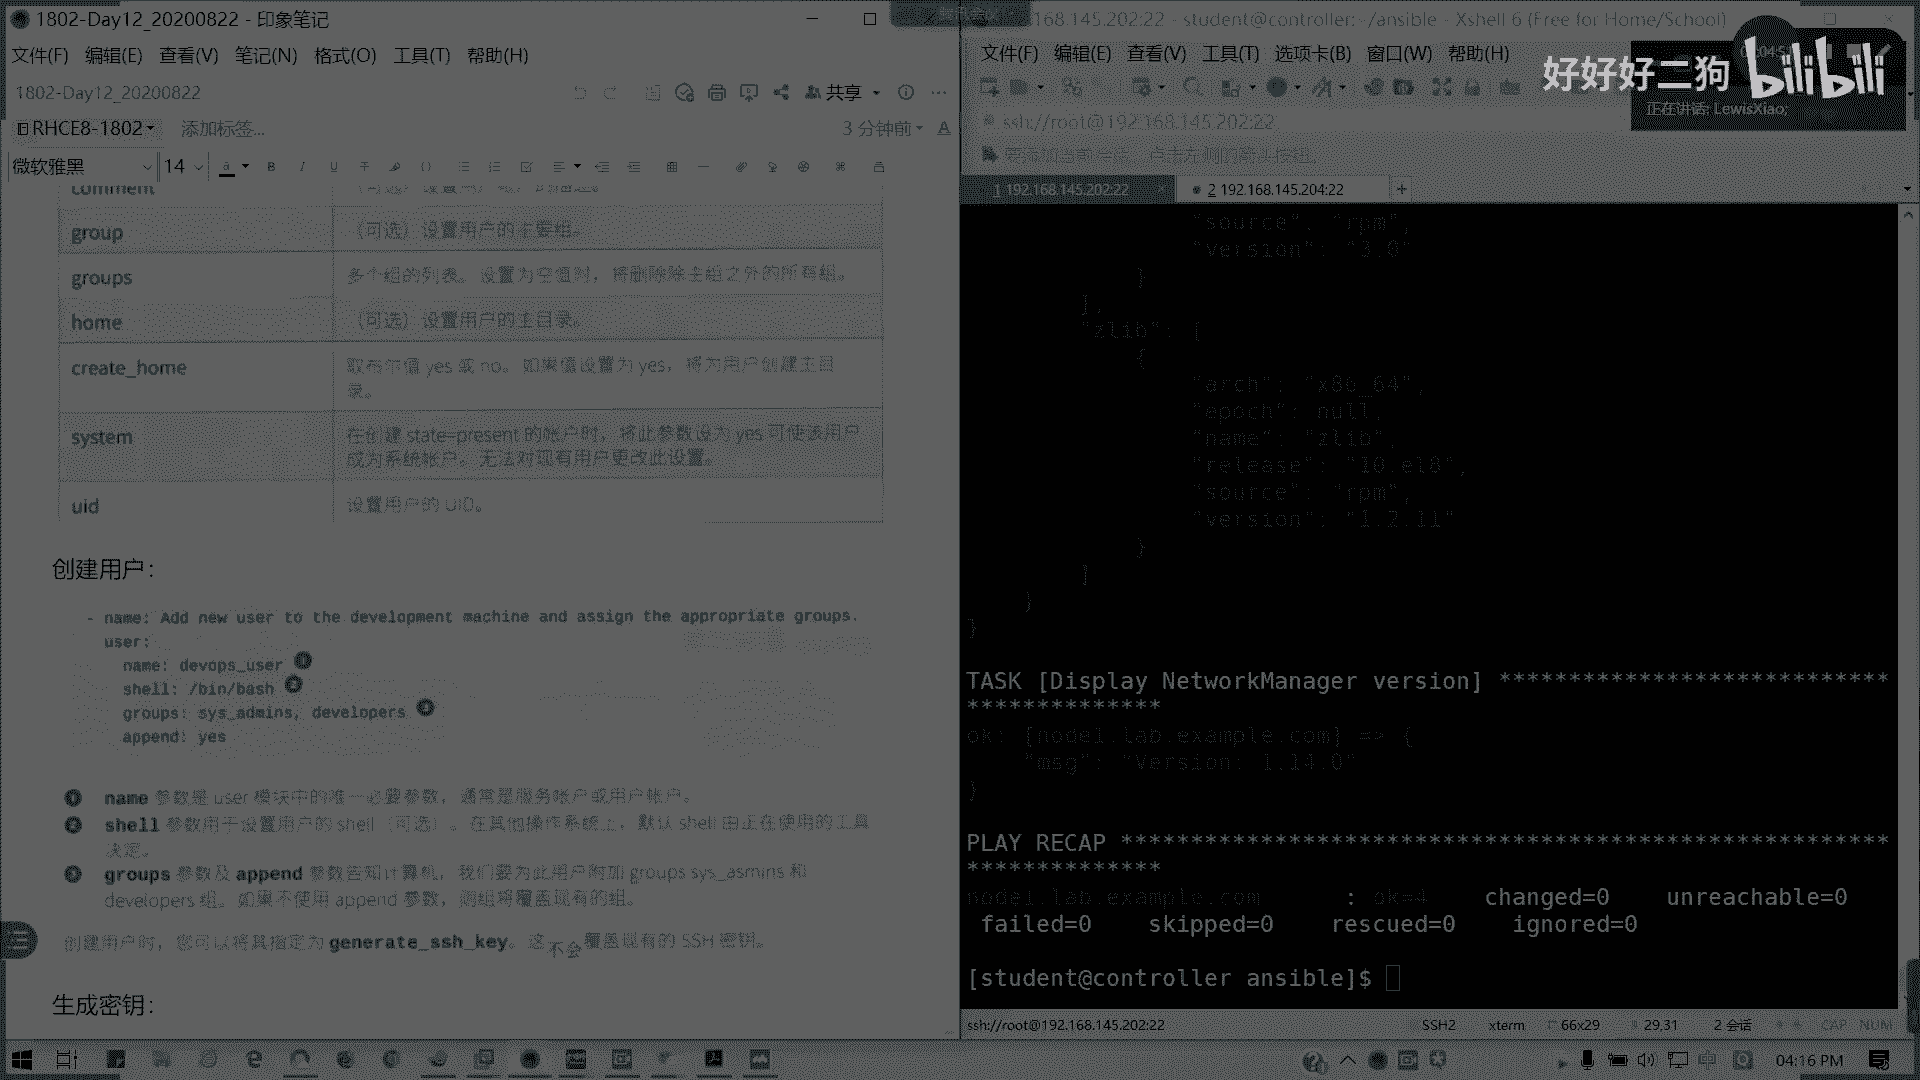 1802-Day12_20200822 - 印象笔记
文件(F) 编辑(E) 查看(V) 笔记(N) 格式(O) 工具(T) 帮助(H)
1802-Day12_20200822
共享
RHCE8-1802
添加标签...
3 分钟前
微软雅黑 14
comment
group （可选）设置用户的主要组。
groups 多个组的列表。设置为空值时，将删除除主组之外的所有组。
home （可选）设置用户的主目录。
create_home 取布尔值 yes 或 no。如果值设置为 yes，将为用户创建主目
录。
system 在创建 state=present 的帐户时，将此参数设为 yes 可使该用户
成为系统帐户。无法对现有用户更改此设置。
uid 设置用户的 UID。
创建用户：
- name: Add new user to the development machine and assign the appropriate groups.
user:
name: devops_user 1
shell: /bin/bash 2
groups: sys_admins, developers 3
append: yes
1 name 参数是 user 模块中的唯一必要参数，通常是服务帐户或用户帐户。
2 shell 参数用于设置用户的 shell（可选）。在其他操作系统上，默认 shell 由正在使用的工具
决定。
3 groups 参数及 append 参数告知计算机，我们要为此用户附加 groups sys_asmins 和
developers 组。如果不使用 append 参数，则组将覆盖现有的组。
创建用户时，您可以将其指定为 generate_ssh_key。这不会覆盖现有的 SSH 密钥。
生成密钥：
168.145.202:22 - student@controller:~/ansible - Xshell 6 (Free for Home/School)
文件(F) 编辑(E) 查看(V) 工具(T) 选项卡(B) 窗口(W) 帮助(H)
好好好二狗 bilibili
正在讲话: LewisXiao;
ssh://root@192.168.145.202:22
要添加当前会话，点击左侧的箭头按钮。
1 192.168.145.202:22
2 192.168.145.204:22
"source": "rpm",
"version": "3.0"
}
],
"zlib": [
{
"arch": "x86_64",
"epoch": null,
"name": "zlib",
"release": "10.el8",
"source": "rpm",
"version": "1.2.11"
}
]
}
}
TASK [Display NetworkManager version] ****************************
**************
ok: [node1.lab.example.com] => {
"msg": "Version: 1.14.0"
}
PLAY RECAP *******************************************************
**************
node1.lab.example.com : ok=4 changed=0 unreachable=0
failed=0 skipped=0 rescued=0 ignored=0
[student@controller ansible]$
ssh://root@192.168.145.202:22 SSH2 xterm 66x29 29,31 2 会话 CAP NUM
中
04:16 PM